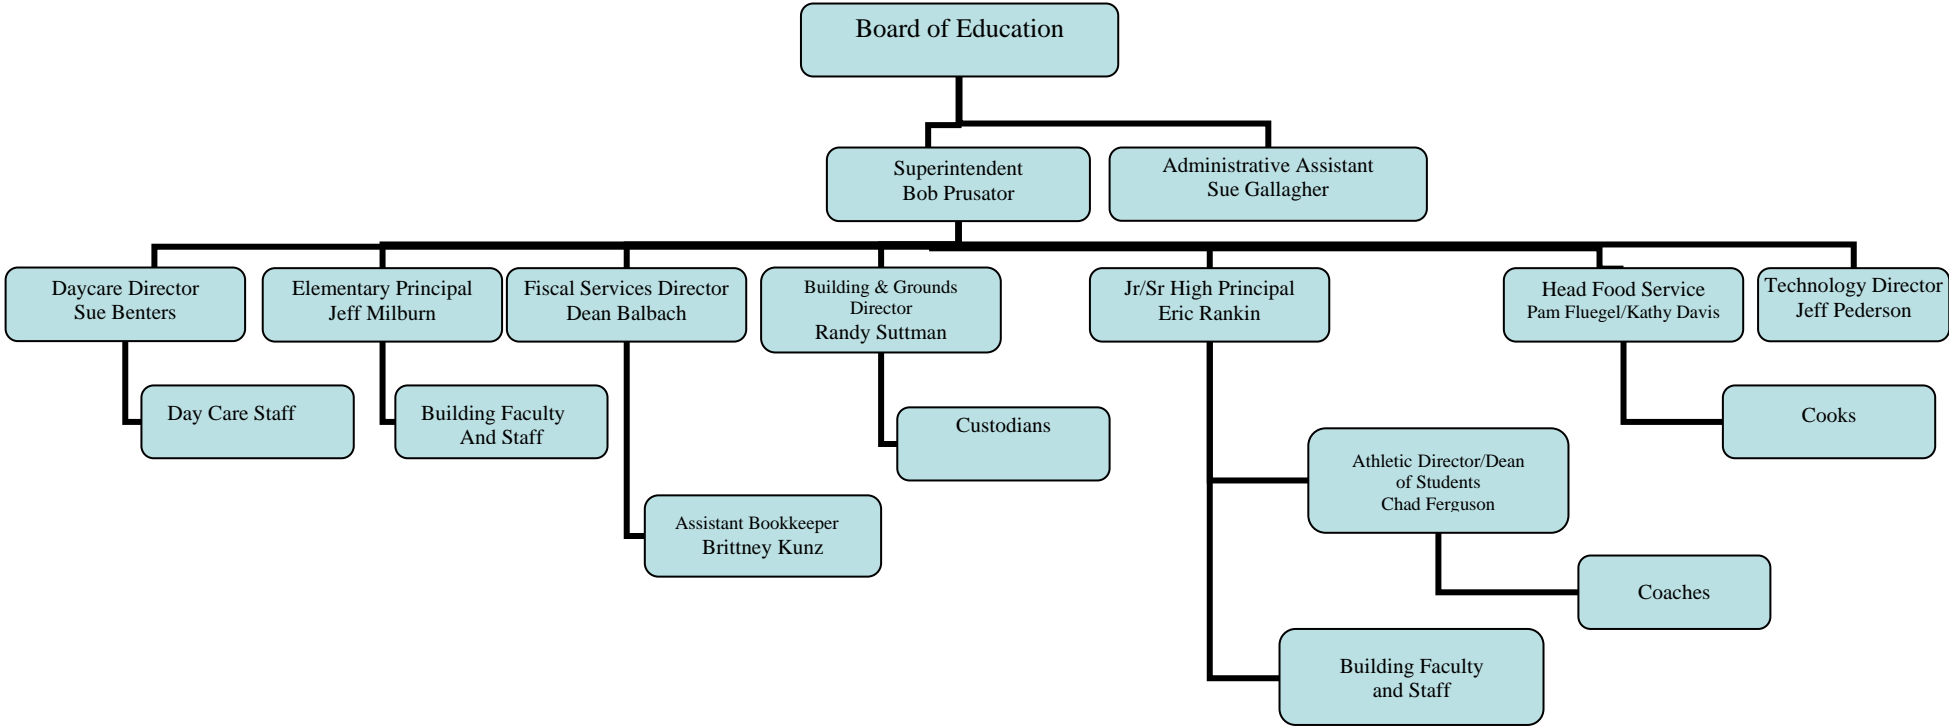 Board of Education
Superintendent
Bob Prusator
Administrative Assistant
Sue Gallagher
Daycare Director
Sue Benters
Elementary Principal
Jeff Milburn
Fiscal Services Director
Dean Balbach
Building & Grounds
Director
Randy Suttman
Jr/Sr High Principal
Eric Rankin
Head Food Service
Pam Fluegel/Kathy Davis
Technology Director
Jeff Pederson
Day Care Staff
Building Faculty
And Staff
Custodians
Cooks
Athletic Director/Dean
of Students
Chad Ferguson
Assistant Bookkeeper
Brittney Kunz
Coaches
Building Faculty
and Staff